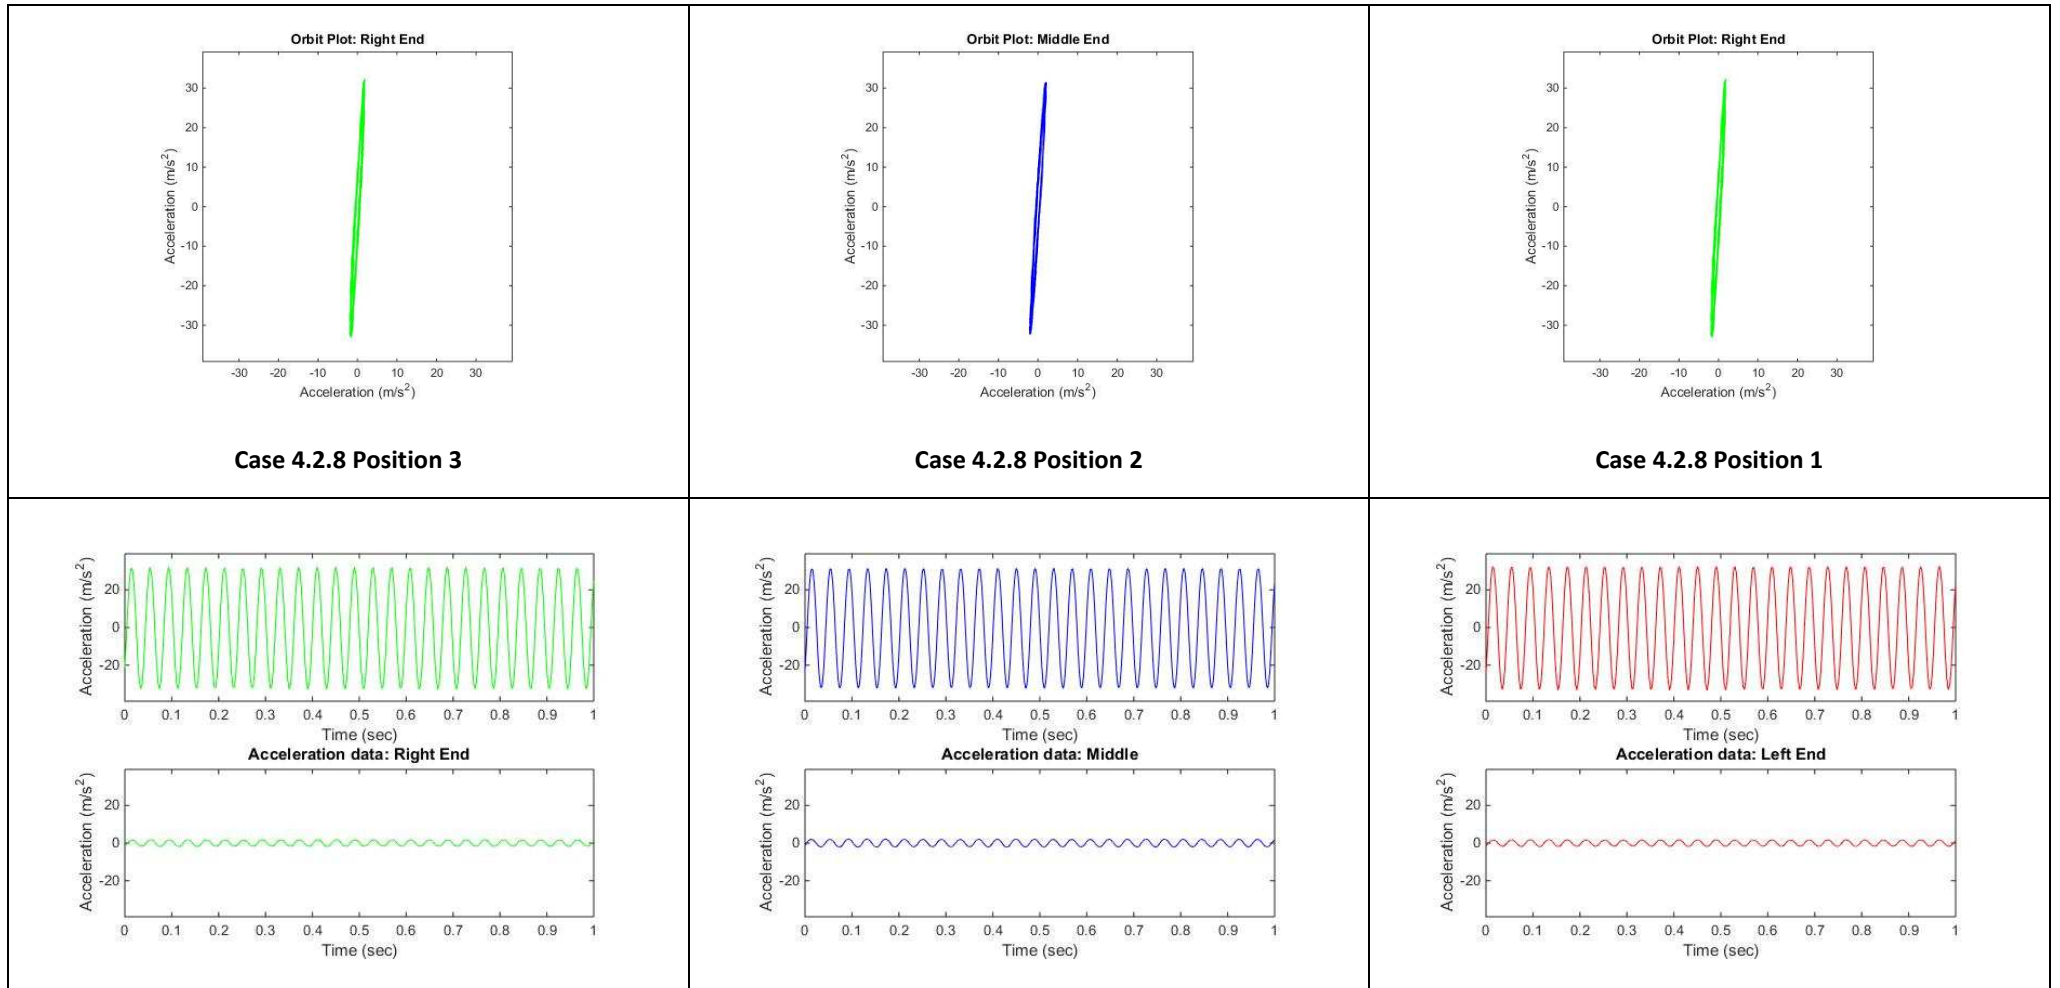 Orbit Plot: Right End
30
20
10
0
-10
-20
-30
Acceleration (m/s2)
-30 -20 -10 0 10 20 30
Acceleration (m/s2)
Case 4.2.8 Position 3
Orbit Plot: Middle End
30
20
10
0
-10
-20
-30
Acceleration (m/s2)
-30 -20 -10 0 10 20 30
Acceleration (m/s2)
Case 4.2.8 Position 2
Orbit Plot: Right End
30
20
10
0
-10
-20
-30
Acceleration (m/s2)
-30 -20 -10 0 10 20 30
Acceleration (m/s2)
Case 4.2.8 Position 1
20
0
-20
Acceleration (m/s2)
0 0.1 0.2 0.3 0.4 0.5 0.6 0.7 0.8 0.9 1
Time (sec)
Acceleration data: Right End
20
0
-20
Acceleration (m/s2)
0 0.1 0.2 0.3 0.4 0.5 0.6 0.7 0.8 0.9 1
Time (sec)
20
0
-20
Acceleration (m/s2)
0 0.1 0.2 0.3 0.4 0.5 0.6 0.7 0.8 0.9 1
Time (sec)
Acceleration data: Middle
20
0
-20
Acceleration (m/s2)
0 0.1 0.2 0.3 0.4 0.5 0.6 0.7 0.8 0.9 1
Time (sec)
20
0
-20
Acceleration (m/s2)
0 0.1 0.2 0.3 0.4 0.5 0.6 0.7 0.8 0.9 1
Time (sec)
Acceleration data: Left End
20
0
-20
Acceleration (m/s2)
0 0.1 0.2 0.3 0.4 0.5 0.6 0.7 0.8 0.9 1
Time (sec)